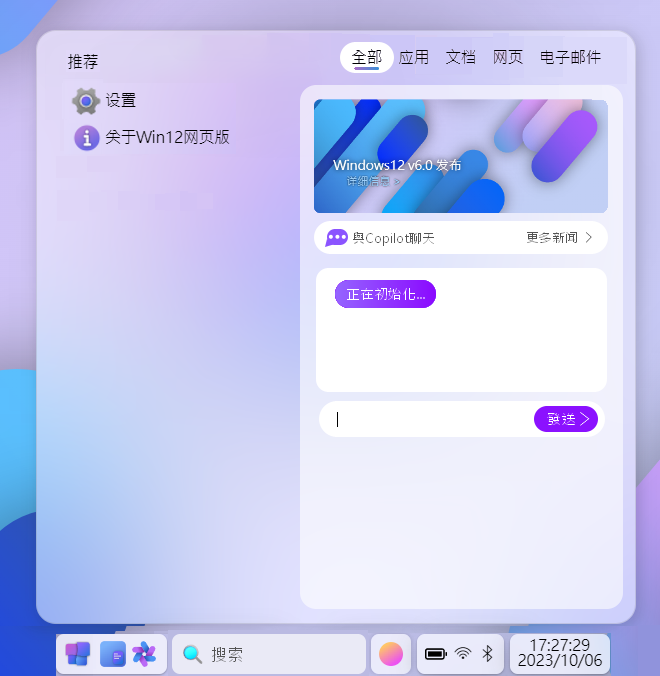 推荐
全部 应用 文档 网页 电子邮件
设置
关于Win12网页版
Windows12 v6.0 发布
详细信息 >
與Copilot聊天 更多新闻 >
正在初始化...
發送 >
搜索
17:27:29
2023/10/06